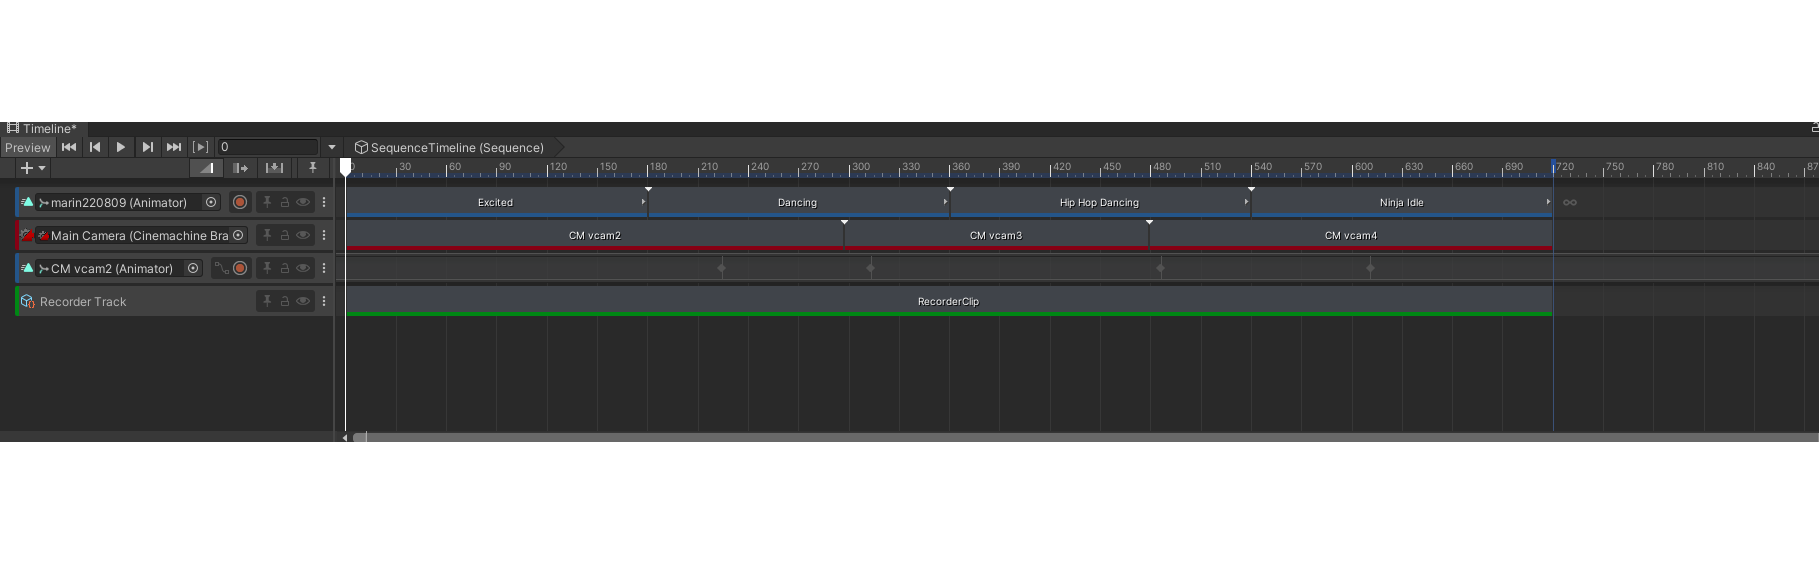 Timeline*
Preview 0 SequenceTimeline (Sequence)
30 60 90 120 150 180 210 240 270 300 330 360 390 420 450 480 510 540 570 600 630 660 690 720 750 780 810 840 87
marin220809 (Animator) Excited Dancing Hip Hop Dancing Ninja Idle
Main Camera (Cinemachine Bra CM vcam2 CM vcam3 CM vcam4
CM vcam2 (Animator)
Recorder Track RecorderClip